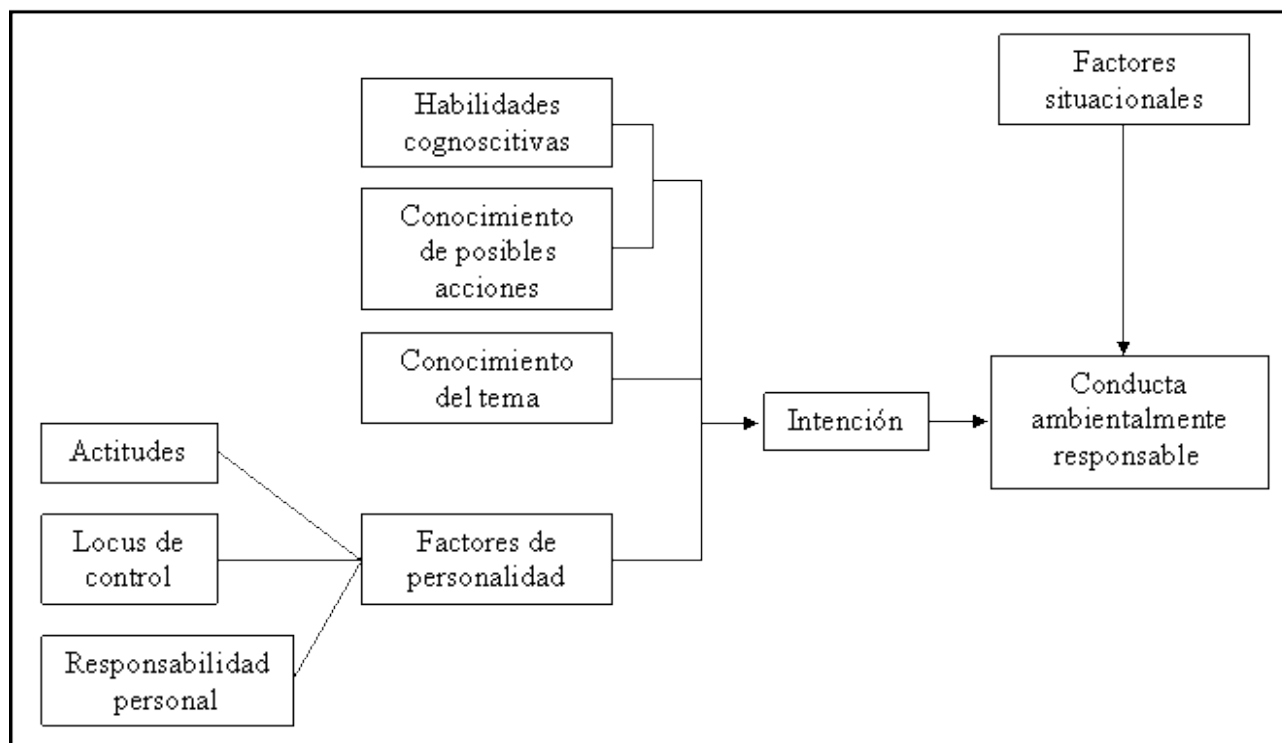 Factores
situacionales
Habilidades
cognoscitivas
Conocimiento
de posibles
acciones
Conocimiento
del tema
Intención
Conducta
ambientalmente
responsable
Actitudes
Locus de
control
Factores de
personalidad
Responsabilidad
personal